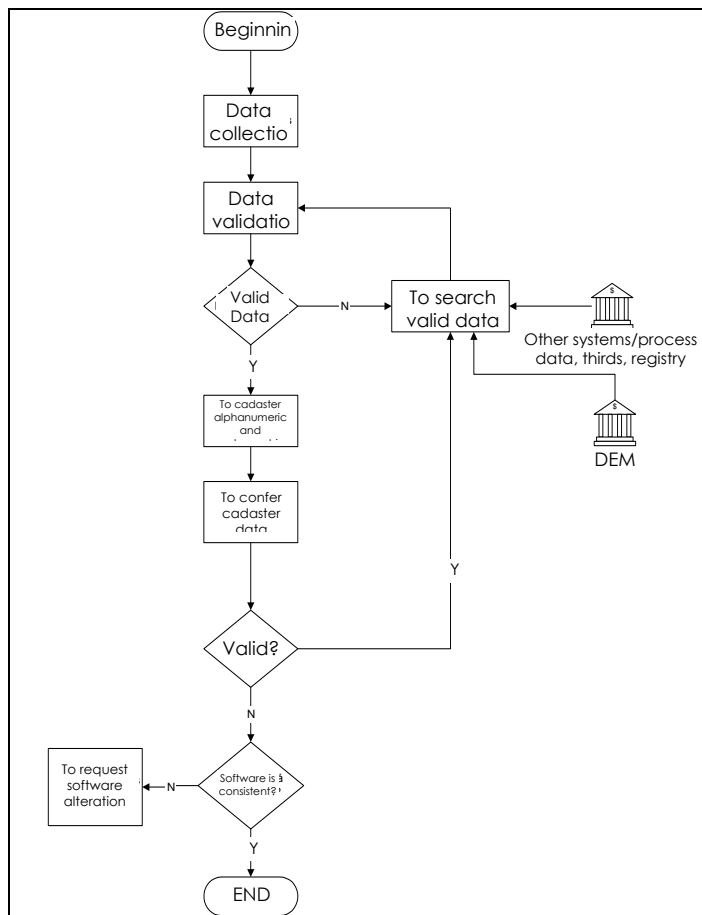 Beginnin
Data
collectio
Data
validatio
Valid
Data
N
To search
valid data
$
Other systems/process
data, thirds, registry
$
DEM
Y
To cadaster
alphanumeric
and
To confer
cadaster
data
Y
Valid?
N
To request
software
alteration
N
Software is
consistent?
Y
END